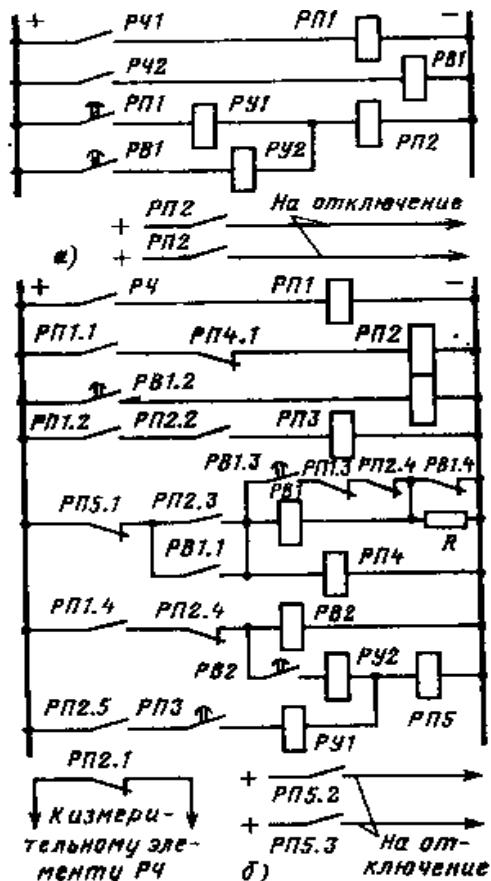 + РЧ1 РП1 −
РЧ2 РВ1
РП1 РУ1
РВ1 РУ2 РП2
+ РП2 На отключение
+ РП2
а)
+ РЧ РП1 −
РП1.1 РП4.1 РП2
РВ1.2
РП1.2 РП2.2 РП3
РВ1.3 РП1.3 РП2.4 РВ1.4
РП5.1 РП2.3 РВ1 R
РВ1.1 РП4
РП1.4 РП2.4 РВ2
РВ2 РУ2 РП5
РП2.5 РП3 РУ1
РП2.1
К измери-
тельному эле-
менту РЧ
+ РП5.2
+ РП5.3 На от-
ключение
б)